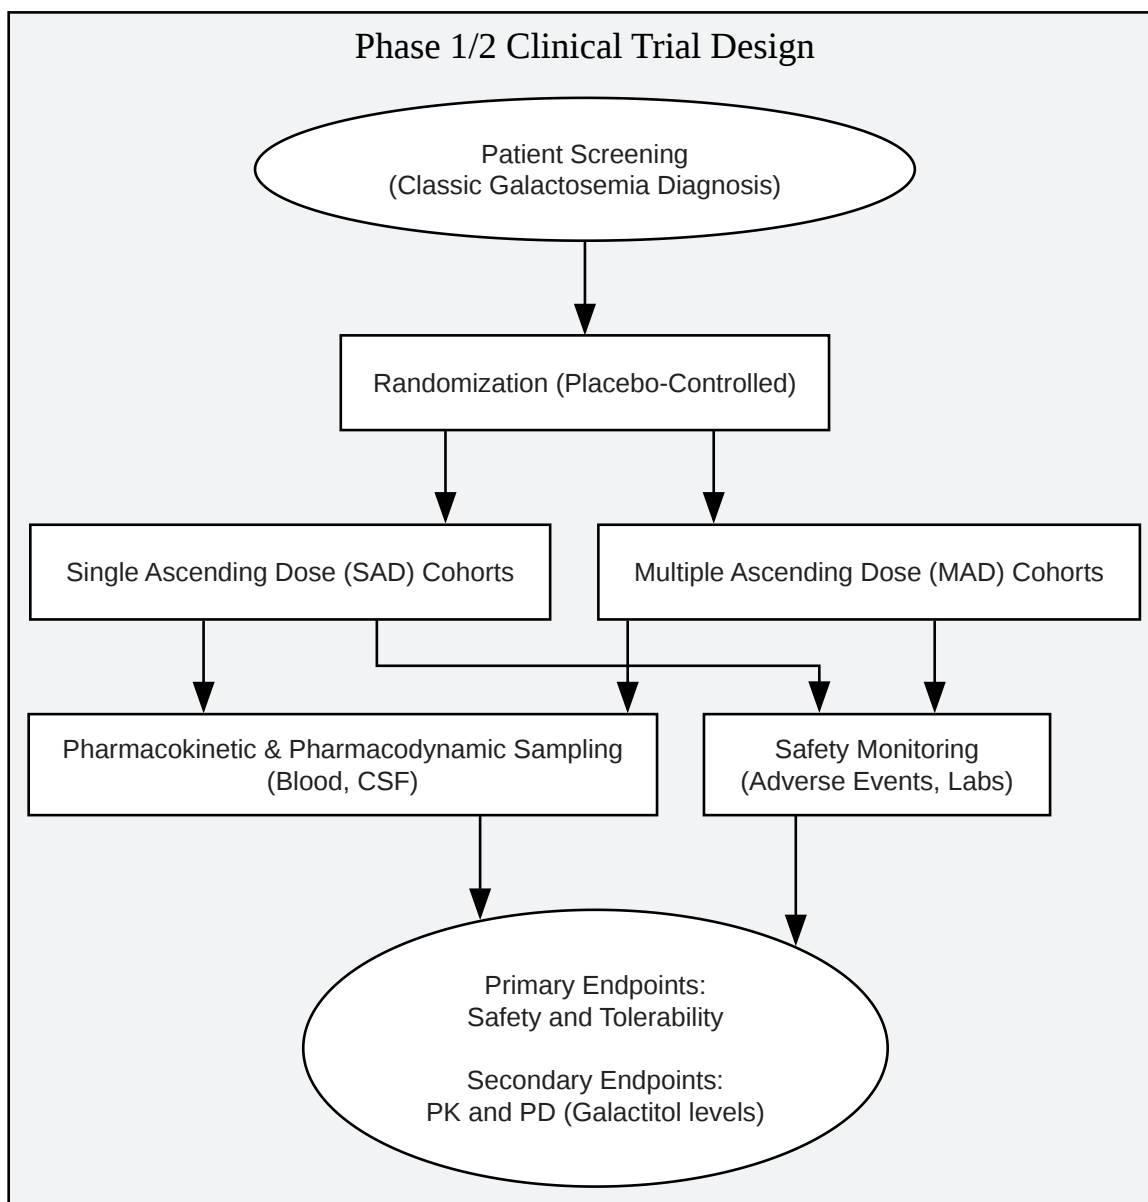 Phase 1/2 Clinical Trial Design
Patient Screening
(Classic Galactosemia Diagnosis)
Randomization (Placebo-Controlled)
Single Ascending Dose (SAD) Cohorts
Multiple Ascending Dose (MAD) Cohorts
Pharmacokinetic & Pharmacodynamic Sampling
(Blood, CSF)
Safety Monitoring
(Adverse Events, Labs)
Primary Endpoints:
Safety and Tolerability
Secondary Endpoints:
PK and PD (Galactitol levels)